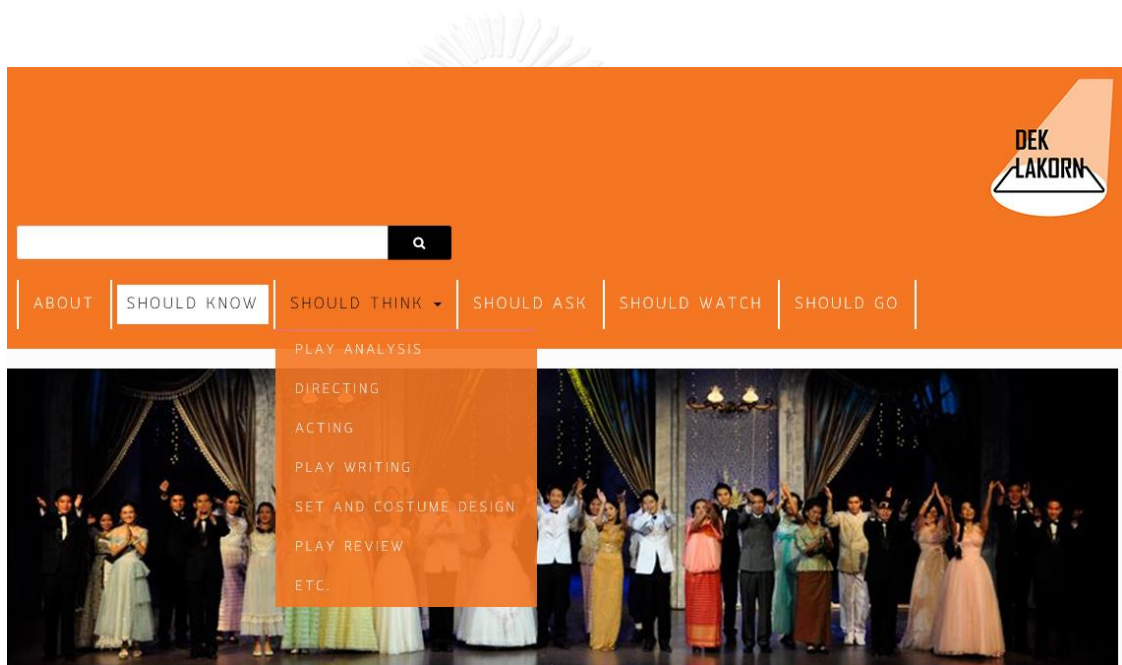 DEK
LAKORN
ABOUT
SHOULD KNOW
SHOULD THINK
SHOULD ASK
SHOULD WATCH
SHOULD GO
PLAY ANALYSIS
DIRECTING
ACTING
PLAY WRITING
SET AND COSTUME DESIGN
PLAY REVIEW
ETC.